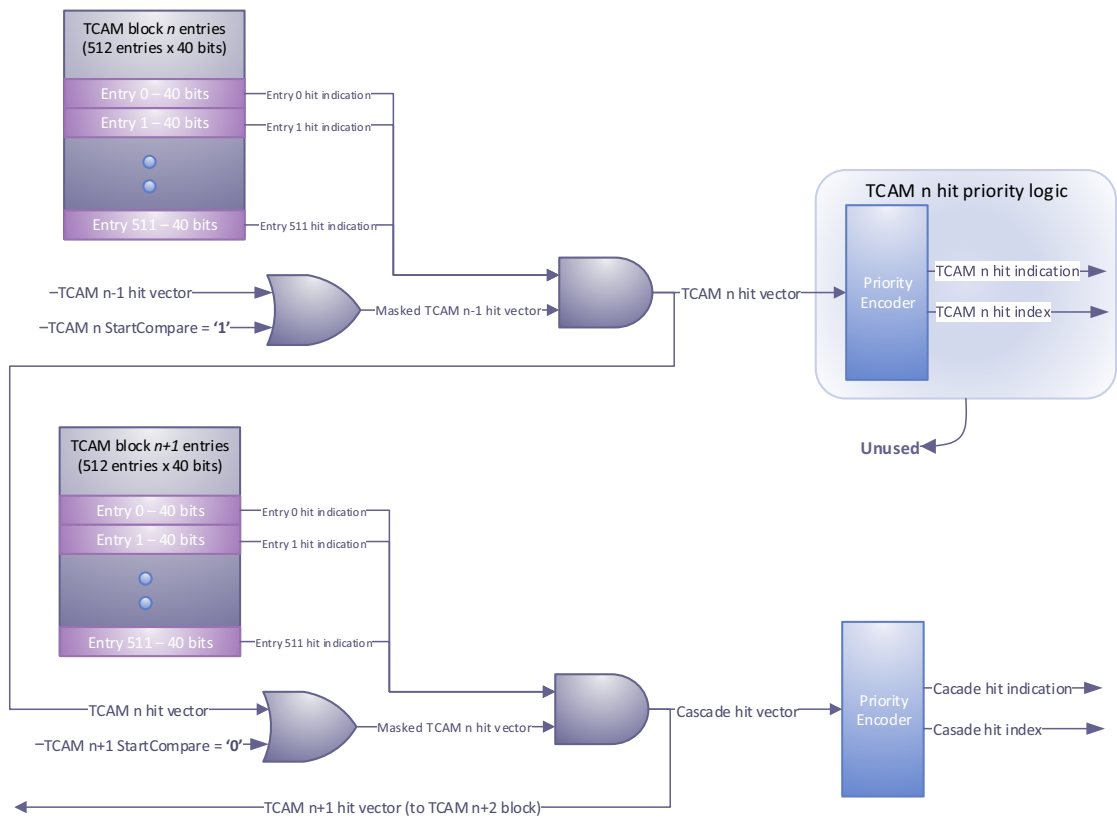 TCAM block n entries
(512 entries x 40 bits)
Entry 0 – 40 bits
Entry 0 hit indication
Entry 1 – 40 bits
Entry 1 hit indication
Entry 511 – 40 bits
Entry 511 hit indication
TCAM n-1 hit vector
TCAM n StartCompare = ‘1’
Masked TCAM n-1 hit vector
TCAM n hit vector
TCAM n hit priority logic
Priority
Encoder
TCAM n hit indication
TCAM n hit index
Unused
TCAM block n+1 entries
(512 entries x 40 bits)
Entry 0 – 40 bits
Entry 0 hit indication
Entry 1 – 40 bits
Entry 1 hit indication
Entry 511 – 40 bits
Entry 511 hit indication
TCAM n hit vector
TCAM n+1 StartCompare = ‘0’
Masked TCAM n hit vector
Cascade hit vector
Priority
Encoder
Cacade hit indication
Casade hit index
TCAM n+1 hit vector (to TCAM n+2 block)